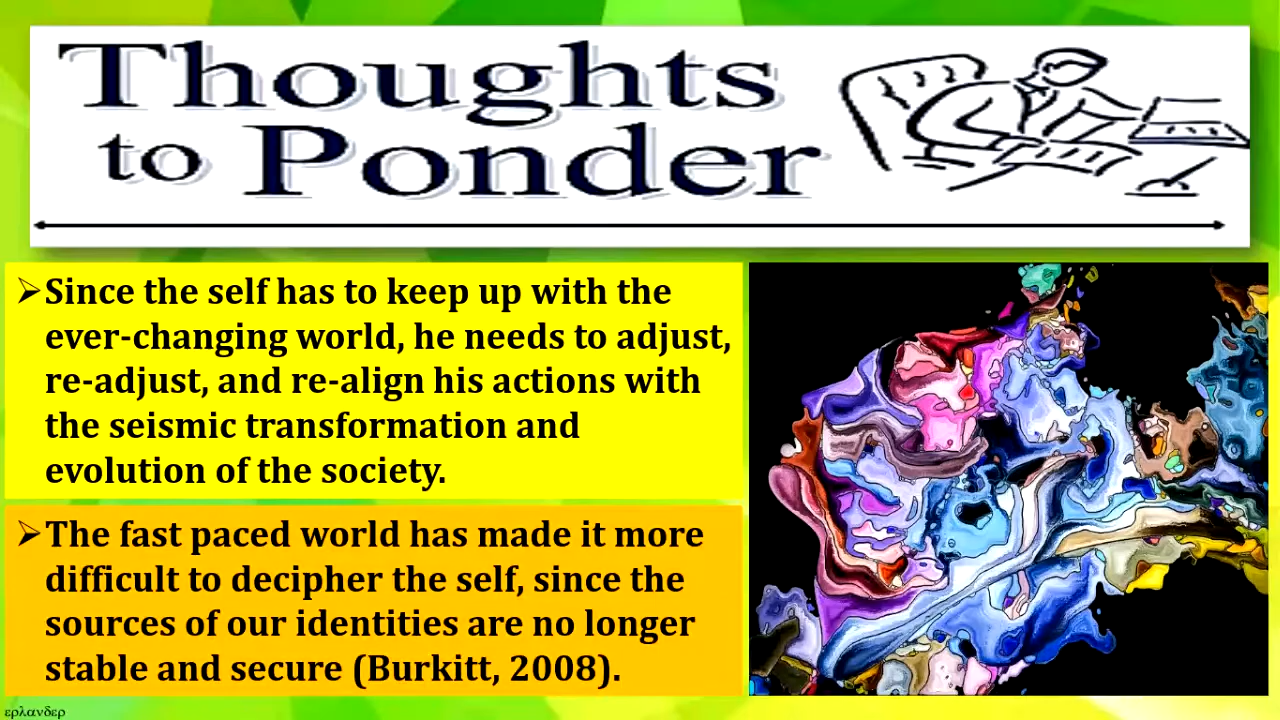 Thoughts
to Ponder
➢Since the self has to keep up with the
ever-changing world, he needs to adjust,
re-adjust, and re-align his actions with
the seismic transformation and
evolution of the society.
➢The fast paced world has made it more
difficult to decipher the self, since the
sources of our identities are no longer
stable and secure (Burkitt, 2008).
ερλανδερ